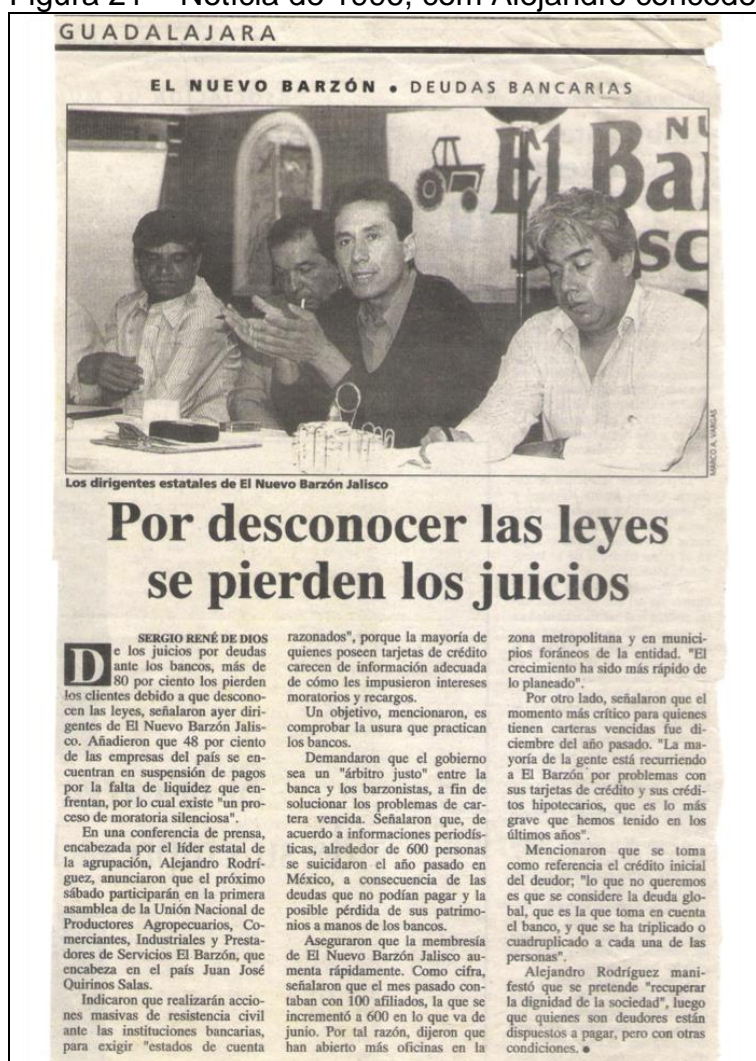 GUADALAJARA
EL NUEVO BARZÓN • DEUDAS BANCARIAS
El Ba
MARCO A. VARGAS
Los dirigentes estatales de El Nuevo Barzón Jalisco
Por desconocer las leyes
se pierden los juicios
SERGIO RENÉ DE DIOS
De los juicios por deudas
ante los bancos, más de
80 por ciento los pierden
los clientes debido a que descono-
cen las leyes, señalaron ayer diri-
gentes de El Nuevo Barzón Jalis-
co. Añadieron que 48 por ciento
de las empresas del país se en-
cuentran en suspensión de pagos
por la falta de liquidez que en-
frentan, por lo cual existe "un pro-
ceso de moratoria silenciosa".
En una conferencia de prensa,
encabezada por el líder estatal de
la agrupación, Alejandro Rodrí-
guez, anunciaron que el próximo
sábado participarán en la primera
asamblea de la Unión Nacional de
Productores Agropecuarios, Co-
merciantes, Industriales y Presta-
dores de Servicios El Barzón, que
encabeza en el país Juan José
Quirinos Salas.
Indicaron que realizarán accio-
nes masivas de resistencia civil
ante las instituciones bancarias,
para exigir "estados de cuenta
razonados", porque la mayoría de
quienes poseen tarjetas de crédito
carecen de información adecuada
de cómo les impusieron intereses
moratorios y recargos.
Un objetivo, mencionaron, es
comprobar la usura que practican
los bancos.
Demandaron que el gobierno
sea un "árbitro justo" entre la
banca y los barzonistas, a fin de
solucionar los problemas de car-
tera vencida. Señalaron que, de
acuerdo a informaciones periodís-
ticas, alrededor de 600 personas
se suicidaron el año pasado en
México, a consecuencia de las
deudas que no podían pagar y la
posible pérdida de sus patrimo-
nios a manos de los bancos.
Aseguraron que la membresía
de El Nuevo Barzón Jalisco au-
menta rápidamente. Como cifra,
señalaron que el mes pasado con-
taban con 100 afiliados, la que se
incrementó a 600 en lo que va de
junio. Por tal razón, dijeron que
han abierto más oficinas en la
zona metropolitana y en munici-
pios foráneos de la entidad. "El
crecimiento ha sido más rápido de
lo planeado".
Por otro lado, señalaron que el
momento más crítico para quienes
tienen carteras vencidas fue di-
ciembre del año pasado. "La ma-
yoría de la gente está recurriendo
a El Barzón por problemas con
sus tarjetas de crédito y sus crédi-
tos hipotecarios, que es lo más
grave que hemos tenido en los
últimos años".
Mencionaron que se toma
como referencia el crédito inicial
del deudor; "lo que no queremos
es que se considere la deuda glo-
bal, que es la que toma en cuenta
el banco, y que se ha triplicado o
cuadruplicado a cada una de las
personas".
Alejandro Rodríguez mani-
festó que se pretende "recuperar
la dignidad de la sociedad", luego
que quienes son deudores están
dispuestos a pagar, pero con otras
condiciones. •